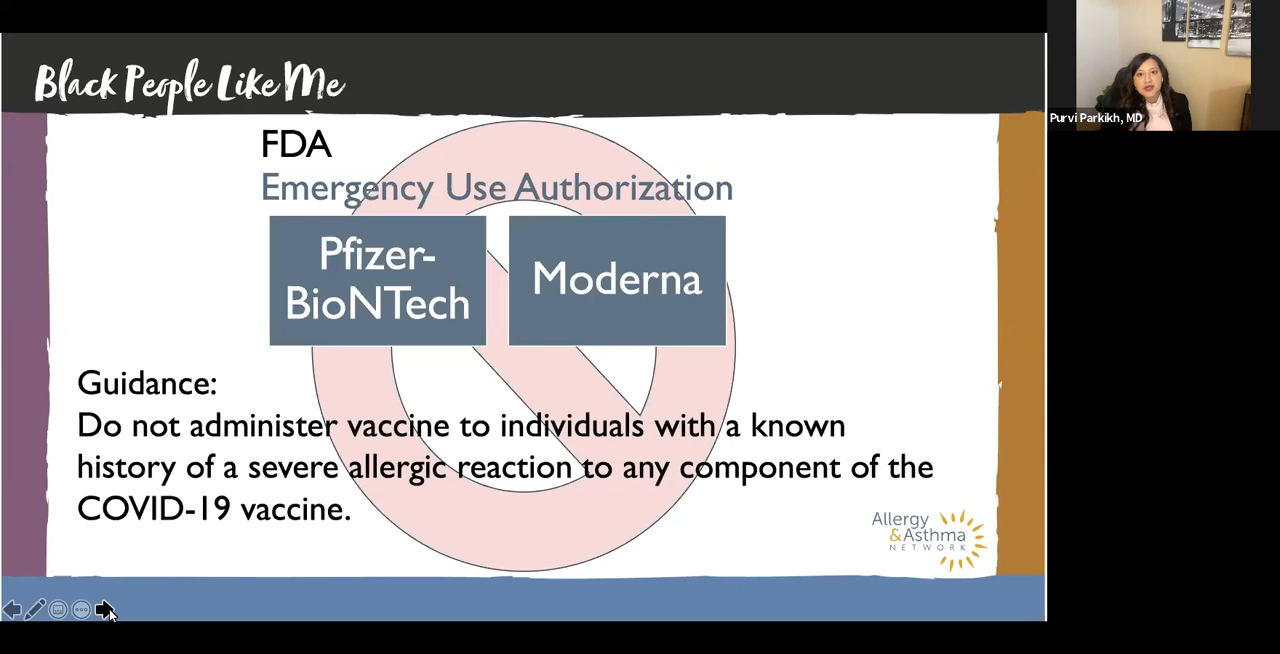 Black People Like Me
FDA
Emergency Use Authorization
Pfizer-
BioNTech
Moderna
Guidance:
Do not administer vaccine to individuals with a known
history of a severe allergic reaction to any component of the
COVID-19 vaccine.
Allergy
&Asthma
NETWORK
Purvi Parkikh, MD